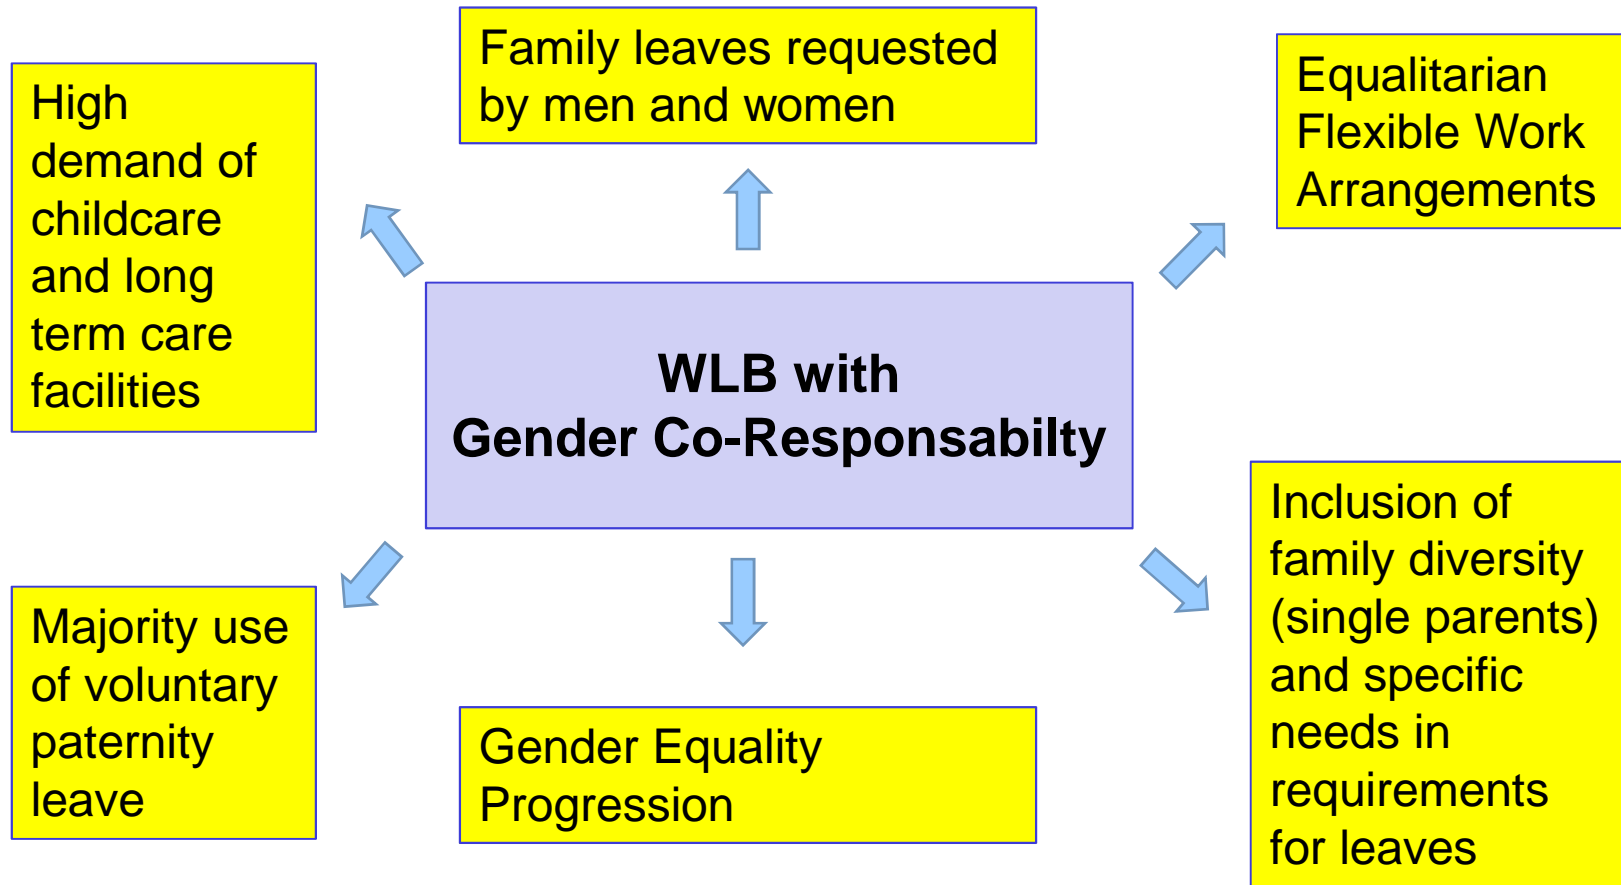 Family leaves requested
by men and women
High
demand of
childcare
and long
term care
facilities
Equalitarian
Flexible Work
Arrangements
WLB with
Gender Co-Responsabilty
Majority use
of voluntary
paternity
leave
Gender Equality
Progression
Inclusion of
family diversity
(single parents)
and specific
needs in
requirements
for leaves